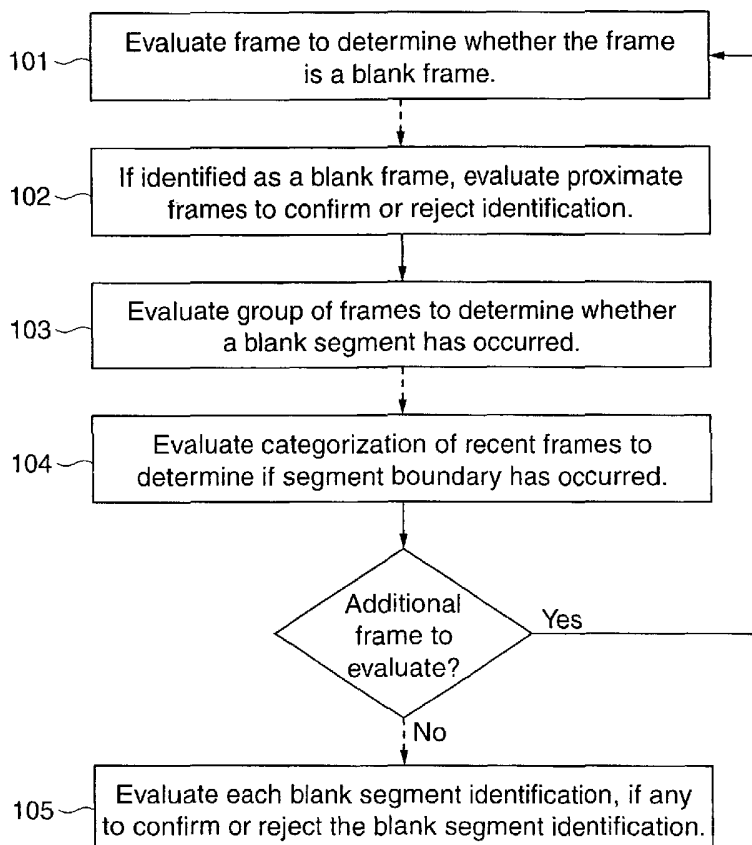 101
Evaluate frame to determine whether the frame
is a blank frame.
102
If identified as a blank frame, evaluate proximate
frames to confirm or reject identification.
103
Evaluate group of frames to determine whether
a blank segment has occurred.
104
Evaluate categorization of recent frames to
determine if segment boundary has occurred.
Additional
frame to
evaluate?
Yes
No
105
Evaluate each blank segment identification, if any
to confirm or reject the blank segment identification.